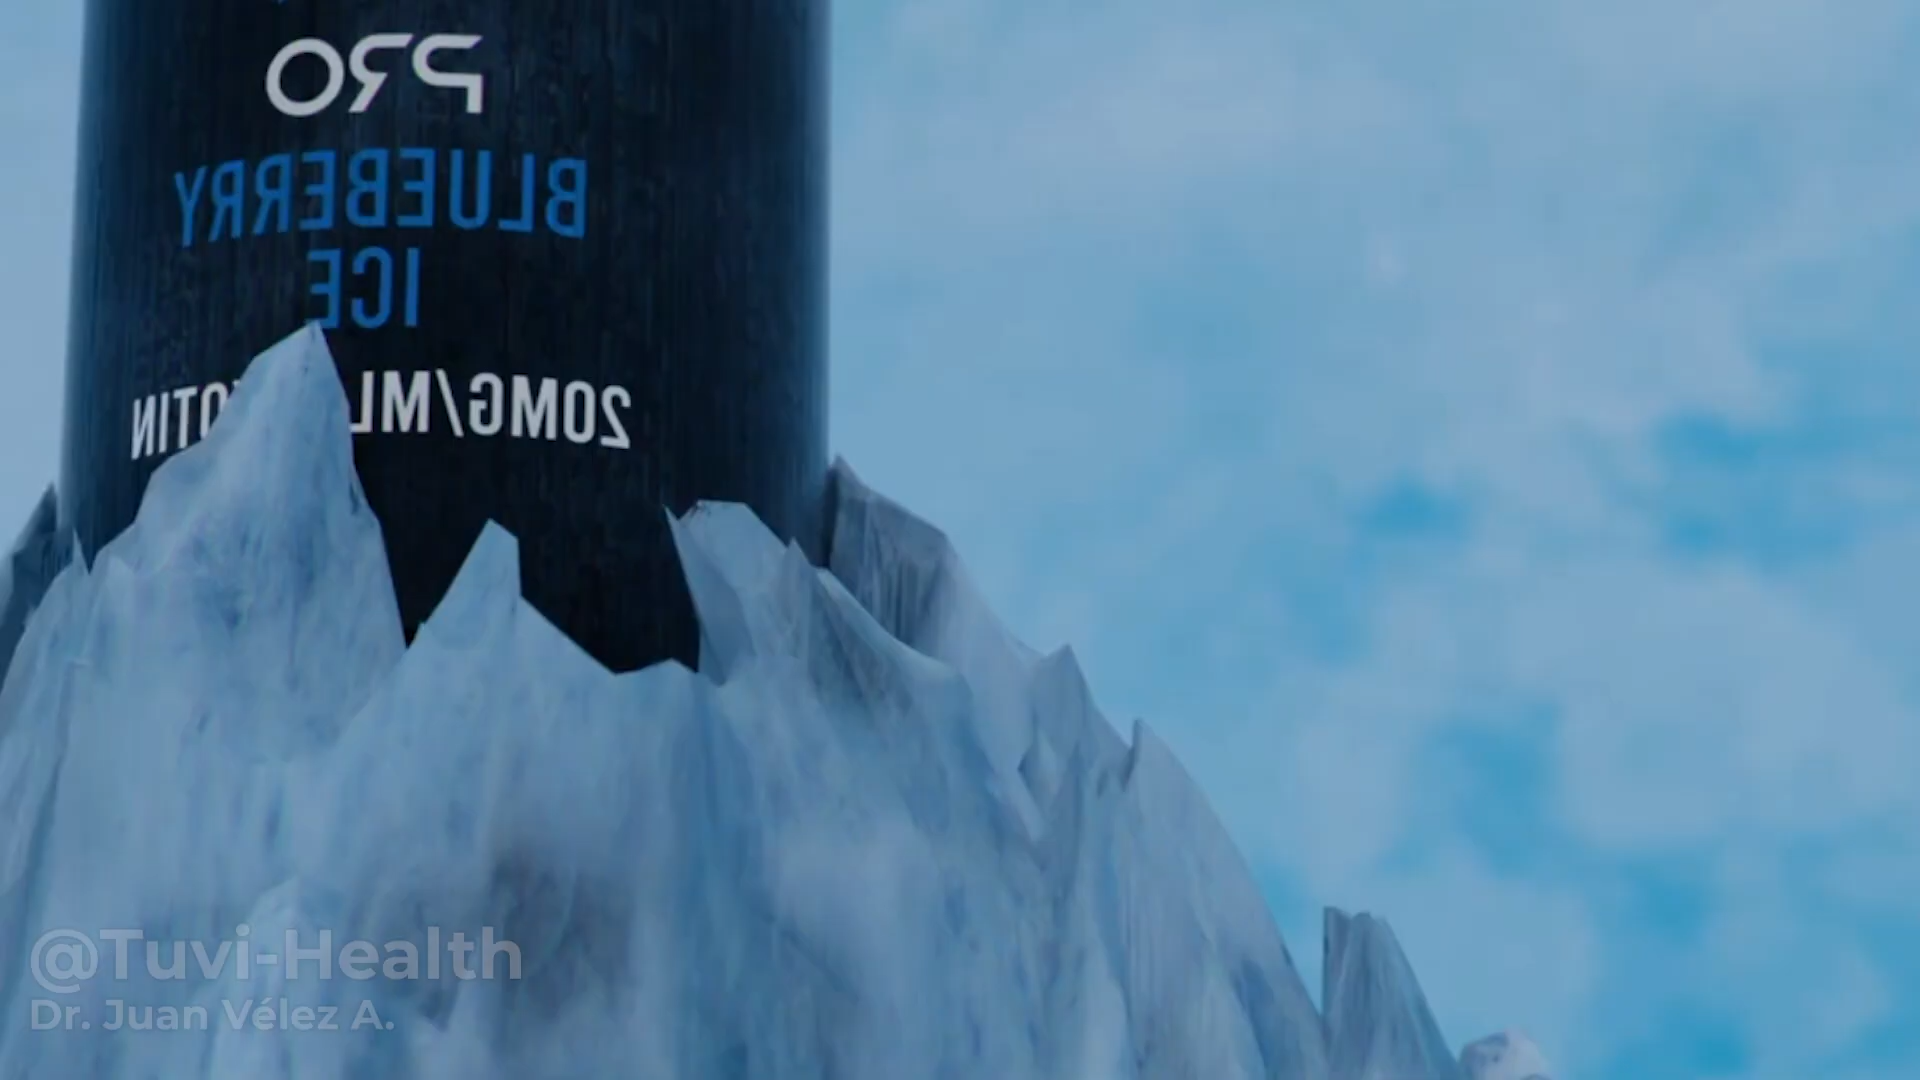 PRO
BLUEBERRY
ICE
20MG/ML
@Tuvi-Health
Dr. Juan Vélez A.